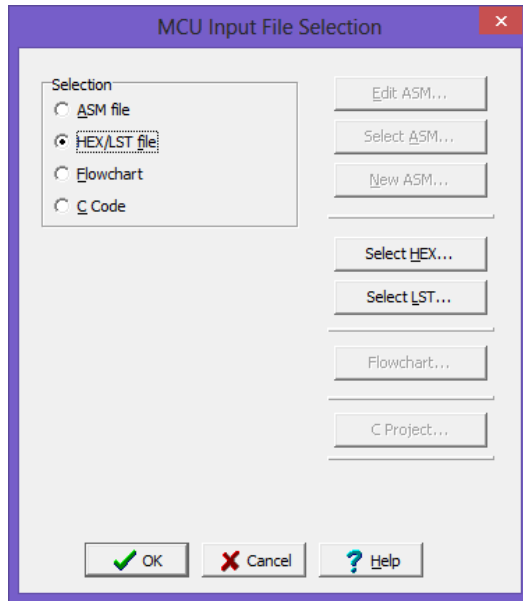 MCU Input File Selection
Selection
ASM file
HEX/LST file
Flowchart
C Code
Edit ASM...
Select ASM...
New ASM...
Select HEX...
Select LST...
Flowchart...
C Project...
OK
Cancel
? Help